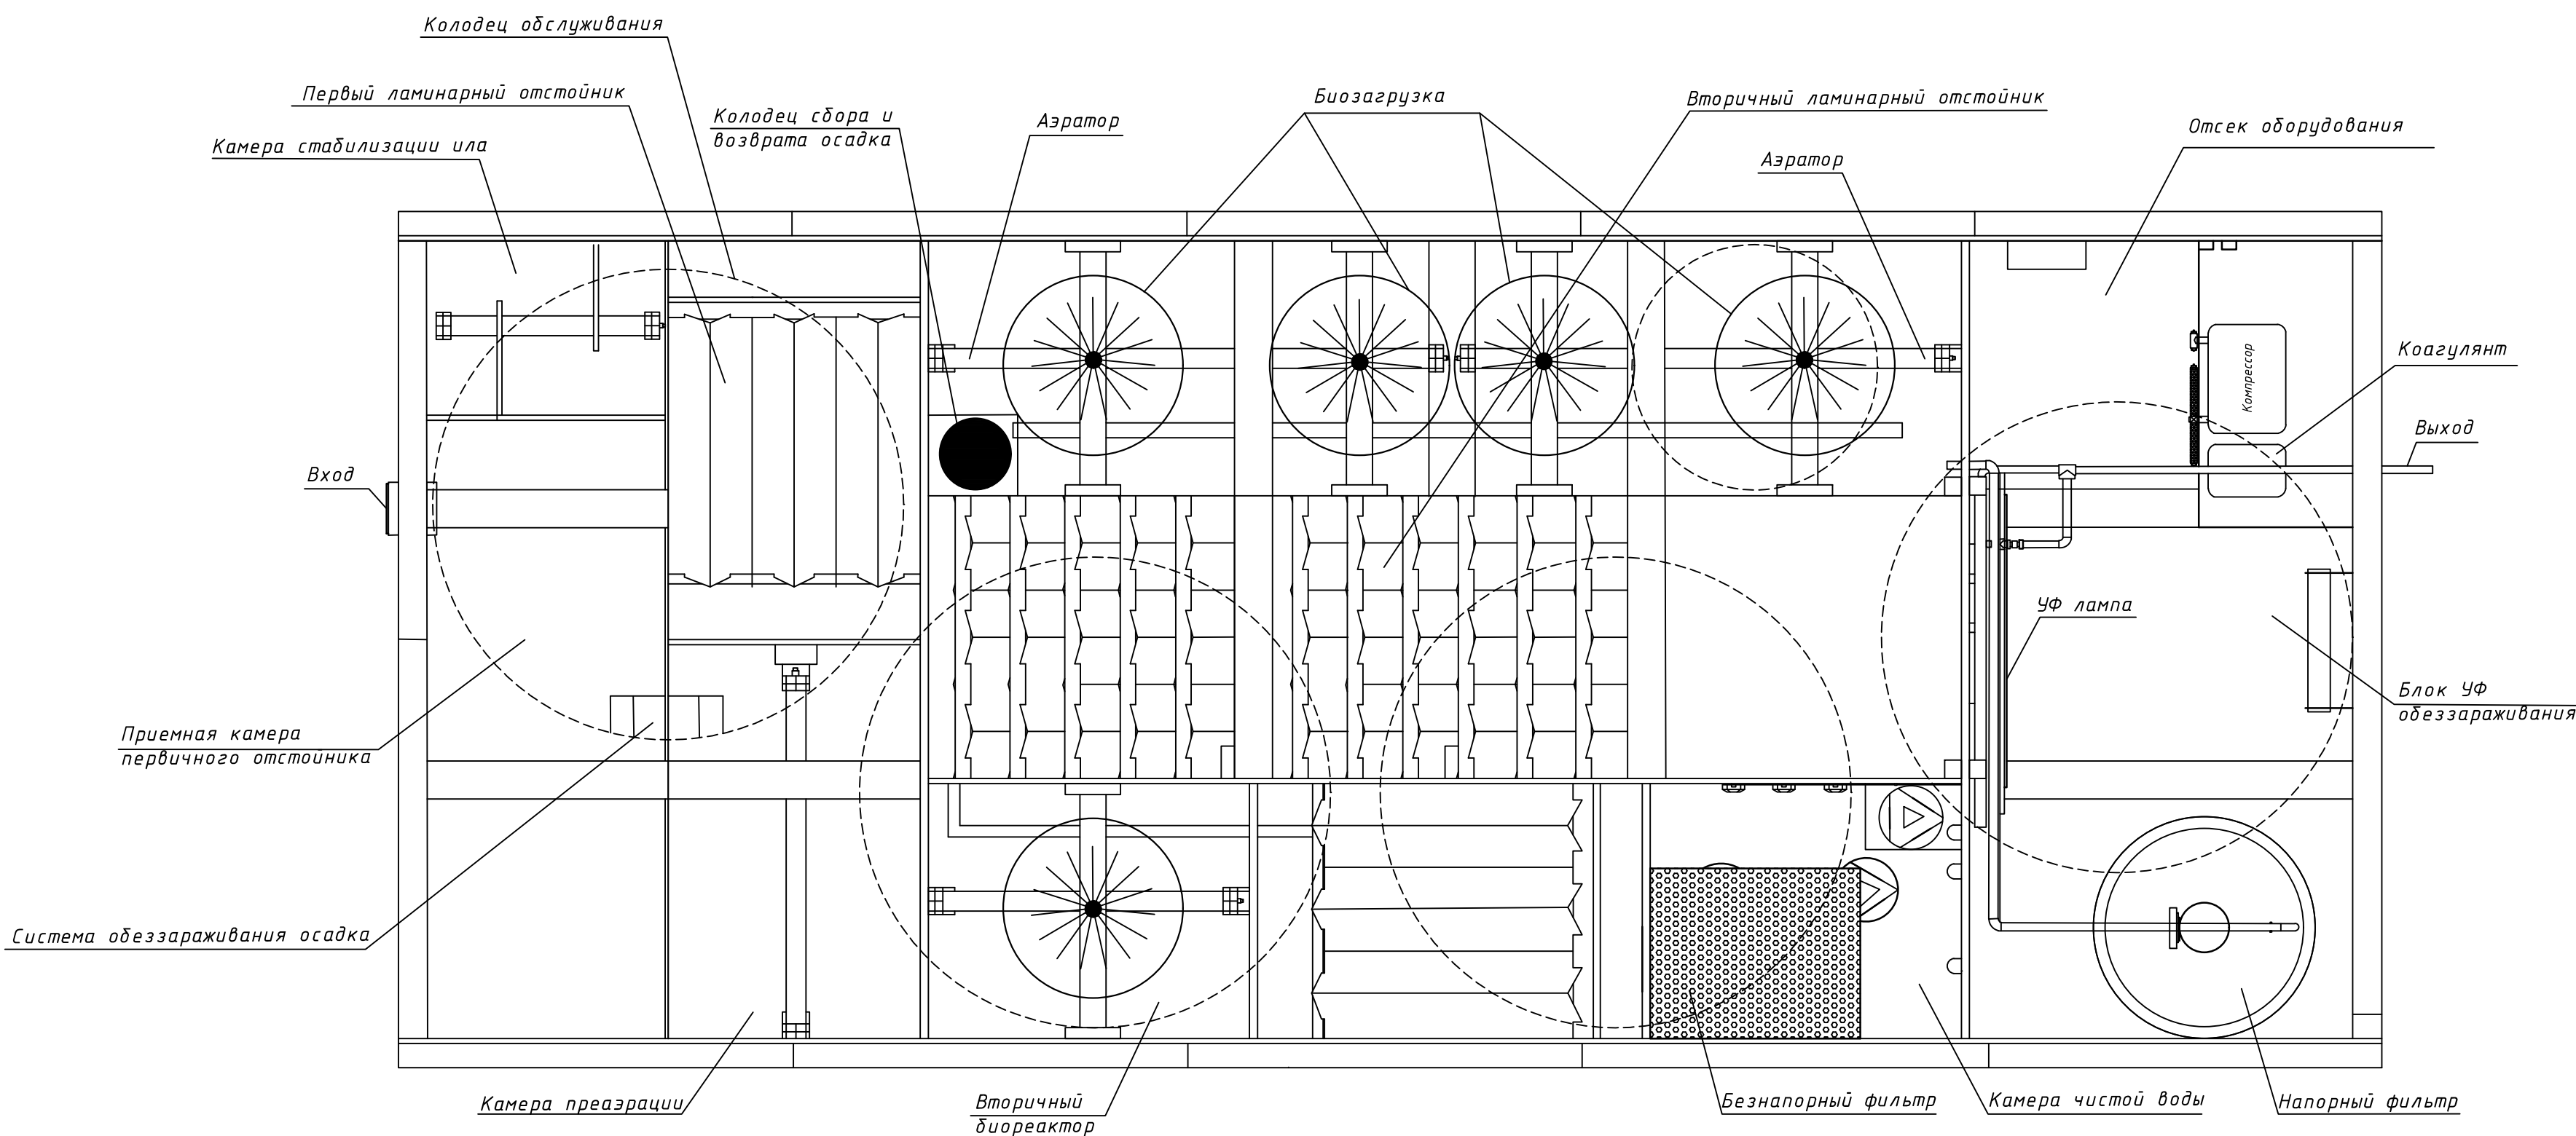 Колодец обслуживания
Первый ламинарный отстойник
Камера стабилизации ила
Колодец сбора и
возврата осадка
Аэратор
Биозагрузка
Вторичный ламинарный отстойник
Аэратор
Отсек оборудования
Компрессор
Коагулянт
Выход
Вход
УФ лампа
Блок УФ
обеззараживания
Приемная камера
первичного отстойника
Система обеззараживания осадка
Камера преаэрации
Вторичный
биореактор
Безнапорный фильтр
Камера чистой воды
Напорный фильтр